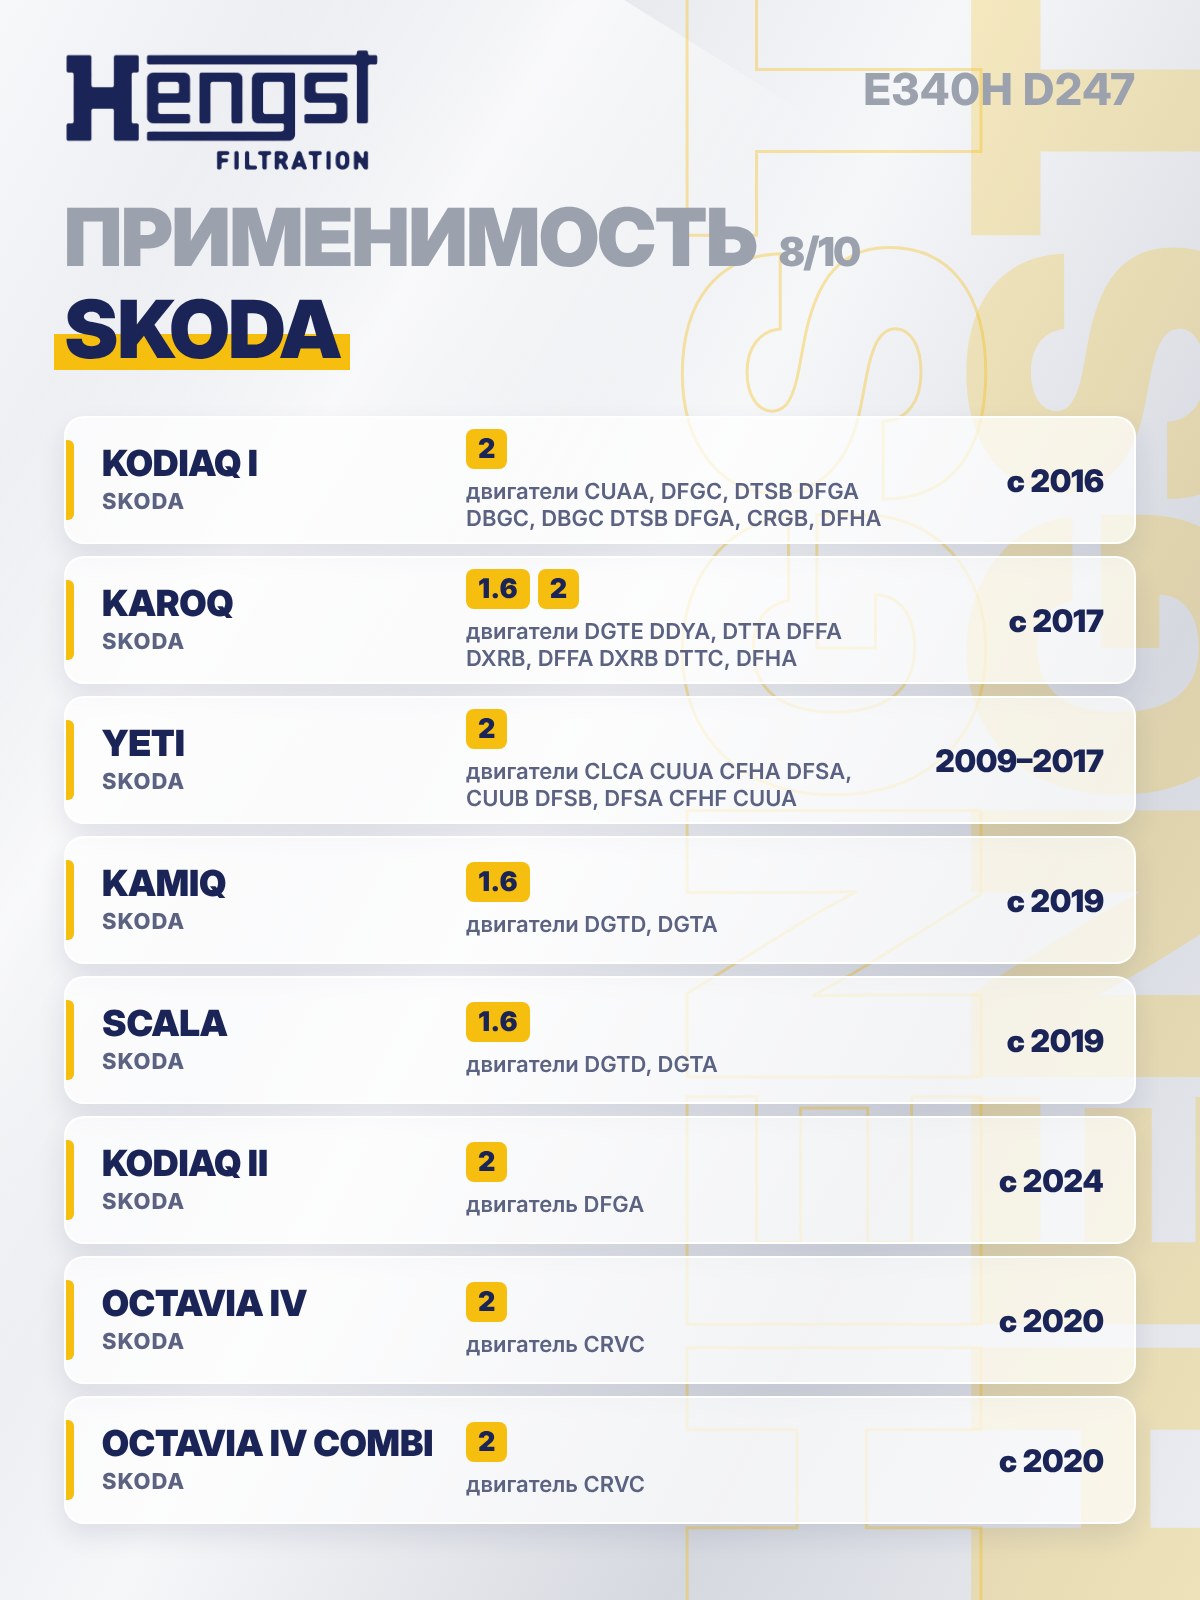 Hengst
FILTRATION
E340H D247
ПРИМЕНИМОСТЬ 8/10
SKODA
KODIAQ I
SKODA
2
двигатели CUAA, DFGC, DTSB DFGA
DBGC, DBGC DTSB DFGA, CRGB, DFHA
с 2016
KAROQ
SKODA
1.6 2
двигатели DGTE DDYA, DTTA DFFA
DXRB, DFFA DXRB DTTC, DFHA
с 2017
YETI
SKODA
2
двигатели CLCA CUUA CFHA DFSA,
CUUB DFSB, DFSA CFHF CUUA
2009–2017
KAMIQ
SKODA
1.6
двигатели DGTD, DGTA
с 2019
SCALA
SKODA
1.6
двигатели DGTD, DGTA
с 2019
KODIAQ II
SKODA
2
двигатель DFGA
с 2024
OCTAVIA IV
SKODA
2
двигатель CRVC
с 2020
OCTAVIA IV COMBI
SKODA
2
двигатель CRVC
с 2020
HENGST
HENGST